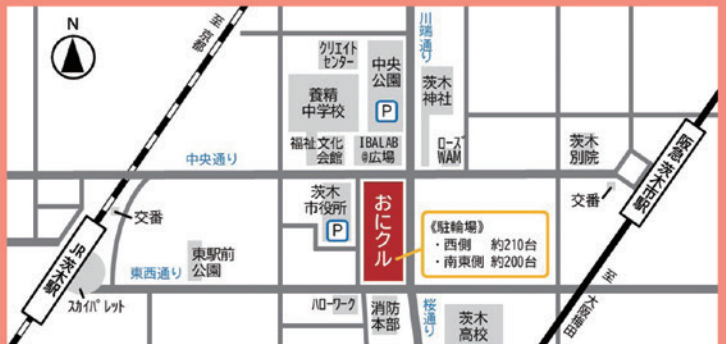 N
至
京都
川端通り
クリエイト
センター
中央
公園
P
養精
中学校
茨木
神社
福祉文化
会館
IBALAB
@広場
ローズ
WAM
茨木
別院
阪急 茨木市駅
中央通り
交番
交番
茨木
市役所
P
おにクル
《駐輪場》
・西側 約210台
・南東側 約200台
東駅前
公園
東西通り
JR茨木駅
スカイパレット
ハローワーク
消防
本部
桜通り
茨木
高校
至
大阪梅田